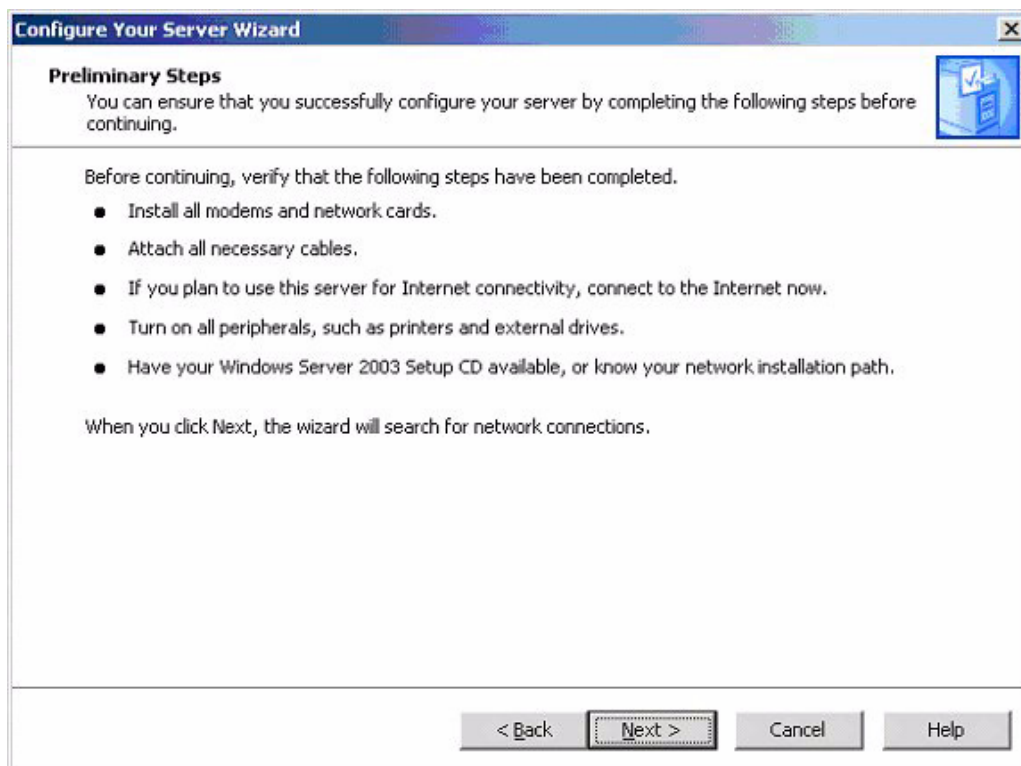 Configure Your Server Wizard
Preliminary Steps
You can ensure that you successfully configure your server by completing the following steps before
continuing.
Before continuing, verify that the following steps have been completed.
● Install all modems and network cards.
● Attach all necessary cables.
● If you plan to use this server for Internet connectivity, connect to the Internet now.
● Turn on all peripherals, such as printers and external drives.
● Have your Windows Server 2003 Setup CD available, or know your network installation path.
When you click Next, the wizard will search for network connections.
< Back Next > Cancel Help